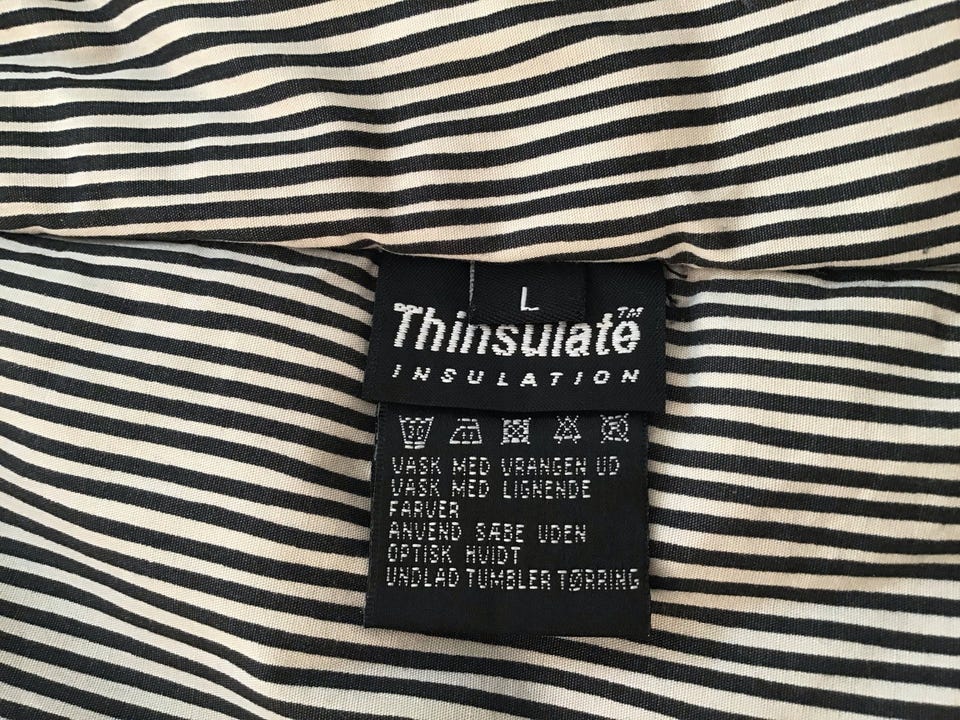 L
Thinsulate™
INSULATION
VASK MED VRANGEN UD
VASK MED LIGNENDE
FARVER
ANVEND SÆBE UDEN
OPTISK HVIDT
UNDLAD TUMBLER TØRRING